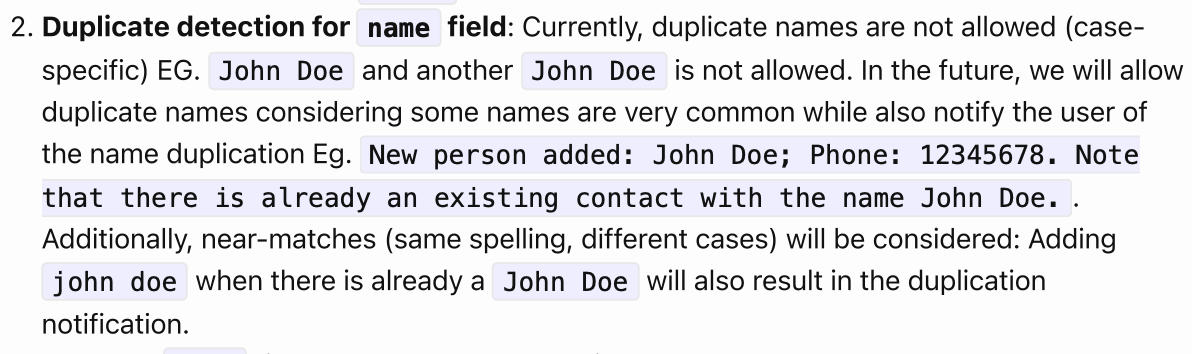 2. Duplicate detection for name field: Currently, duplicate names are not allowed (case-
specific) EG. John Doe and another John Doe is not allowed. In the future, we will allow
duplicate names considering some names are very common while also notify the user of
the name duplication Eg. New person added: John Doe; Phone: 12345678. Note
that there is already an existing contact with the name John Doe. .
Additionally, near-matches (same spelling, different cases) will be considered: Adding
john doe when there is already a John Doe will also result in the duplication
notification.